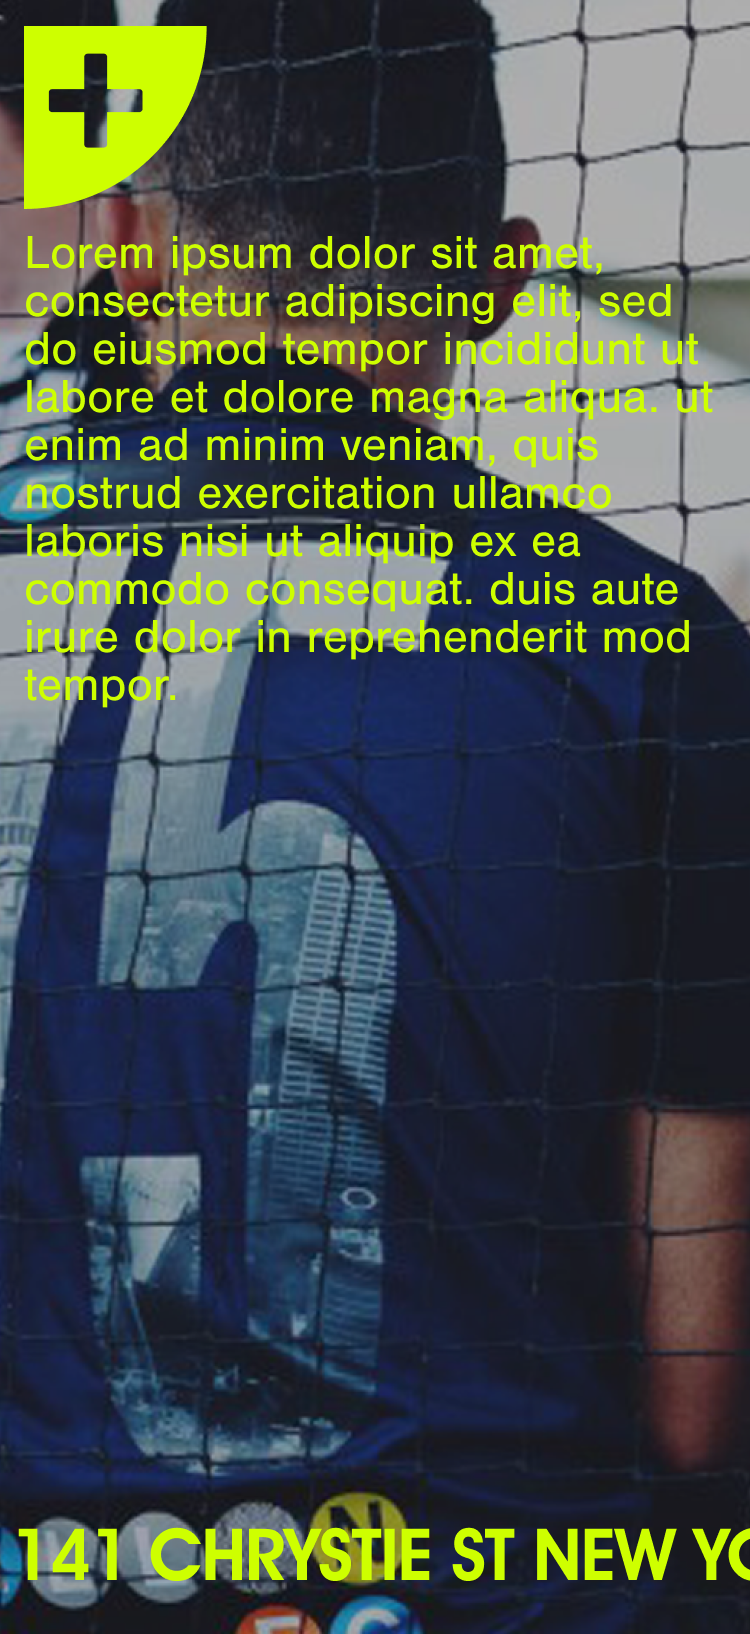 Lorem ipsum dolor sit amet,
consectetur adipiscing elit, sed
do eiusmod tempor incididunt ut
labore et dolore magna aliqua. ut
enim ad minim veniam, quis
nostrud exercitation ullamco
laboris nisi ut aliquip ex ea
commodo consequat. duis aute
irure dolor in reprehenderit mod
tempor.
5
141 CHRYSTIE ST NEW YO